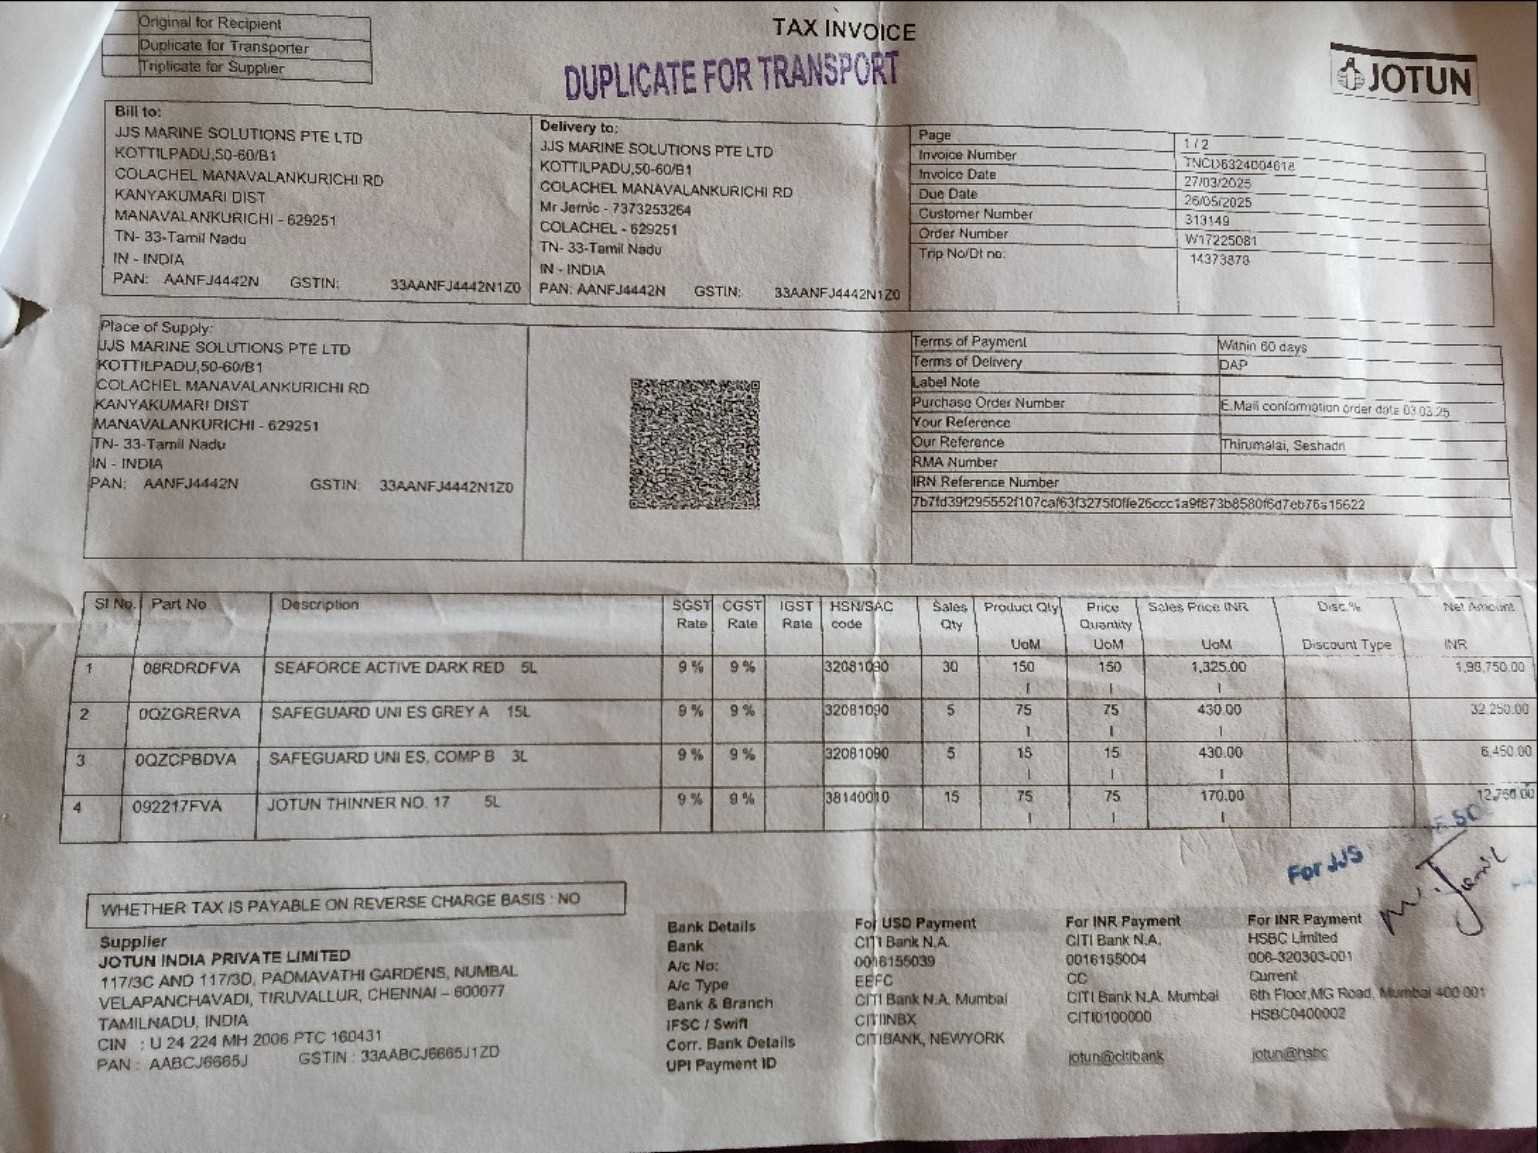 Original for Recipient
Duplicate for Transporter
Triplicate for Supplier
TAX INVOICE
DUPLICATE FOR TRANSPORT
JOTUN
Bill to:
JJS MARINE SOLUTIONS PTE LTD
KOTTILPADU,50-60/B1
COLACHEL MANAVALANKURICHI RD
KANYAKUMARI DIST
MANAVALANKURICHI - 629251
TN- 33-Tamil Nadu
IN - INDIA
PAN: AANFJ4442N GSTIN: 33AANFJ4442N1Z0
Delivery to:
JJS MARINE SOLUTIONS PTE LTD
KOTTILPADU,50-60/B1
COLACHEL MANAVALANKURICHI RD
Mr Jernic - 7373253264
COLACHEL - 629251
TN- 33-Tamil Nadu
IN - INDIA
PAN: AANFJ4442N GSTIN: 33AANFJ4442N1Z0
Page 1 / 2
Invoice Number TNCD6324004618
Invoice Date 27/03/2025
Due Date 26/05/2025
Customer Number 313149
Order Number W17225081
Trip No/Dt no: 14373878
Place of Supply:
JJS MARINE SOLUTIONS PTE LTD
KOTTILPADU,50-60/B1
COLACHEL MANAVALANKURICHI RD
KANYAKUMARI DIST
MANAVALANKURICHI - 629251
TN- 33-Tamil Nadu
IN - INDIA
PAN: AANFJ4442N GSTIN: 33AANFJ4442N1Z0
Terms of Payment Within 60 days
Terms of Delivery DAP
Label Note
Purchase Order Number E.Mail conformation order date 03.03.25
Your Reference
Our Reference Thirumalai, Seshadri
RMA Number
IRN Reference Number
7b7fd39f295552f107caf63f3275f0ffe26ccc1a9f873b8580f6d7eb76a15622
SI No. Part No Description SGST Rate CGST Rate IGST Rate HSN/SAC code Sales Qty Product Qty UoM Price Quantity UoM Sales Price INR UoM Disc.% Discount Type Net Amount INR
1 08RDRDFVA SEAFORCE ACTIVE DARK RED 5L 9 % 9 % 32081090 30 150 150 1,325.00 1,98,750.00
l l l
2 0QZGRERVA SAFEGUARD UNI ES GREY A 15L 9 % 9 % 32081090 5 75 75 430.00 32,250.00
l l l
3 0QZCPBDVA SAFEGUARD UNI ES, COMP B 3L 9 % 9 % 32081090 5 15 15 430.00 6,450.00
l l l
4 092217FVA JOTUN THINNER NO. 17 5L 9 % 9 % 38140010 15 75 75 170.00 12,750.00
l l l
For JJS
WHETHER TAX IS PAYABLE ON REVERSE CHARGE BASIS : NO
Supplier
JOTUN INDIA PRIVATE LIMITED
117/3C AND 117/3D, PADMAVATHI GARDENS, NUMBAL
VELAPANCHAVADI, TIRUVALLUR, CHENNAI – 600077
TAMILNADU, INDIA
CIN : U 24 224 MH 2006 PTC 160431
PAN : AABCJ6665J GSTIN : 33AABCJ6665J1ZD
Bank Details For USD Payment For INR Payment For INR Payment
Bank CITI Bank N.A. CITI Bank N.A. HSBC Limited
A/c No: 0016155039 0016155004 006-320303-001
A/c Type EEFC CC Current
Bank & Branch CITI Bank N.A. Mumbai CITI Bank N.A. Mumbai 6th Floor,MG Road, Mumbai 400 001
IFSC / Swift CITIINBX CITI0100000 HSBC0400002
Corr. Bank Details CITIBANK, NEWYORK
UPI Payment ID jotun@citibank jotun@hsbc